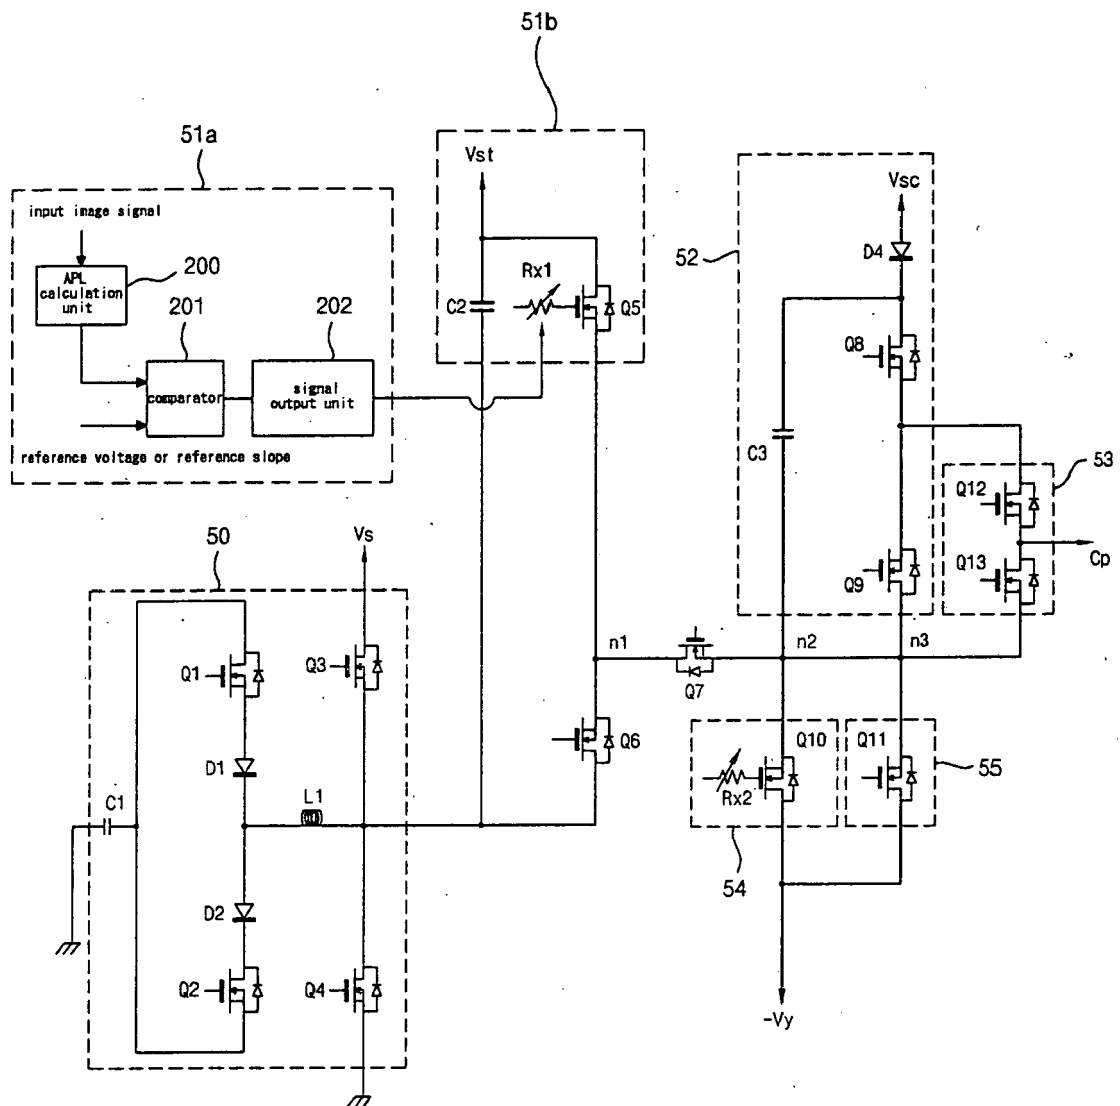 51b
51a
Vst
Vsc
input image signal
200
52
D4
Rx1
APL
calculation
unit
201
202
C2
Q5
Q8
comparator
signal
output unit
C3
53
reference voltage or reference slope
Q12
50
Vs
Cp
Q9
Q13
n1
n2
n3
Q1
Q3
Q7
Q6
Q10
Q11
D1
55
C1
L1
Rx2
54
D2
Q2
Q4
-Vy